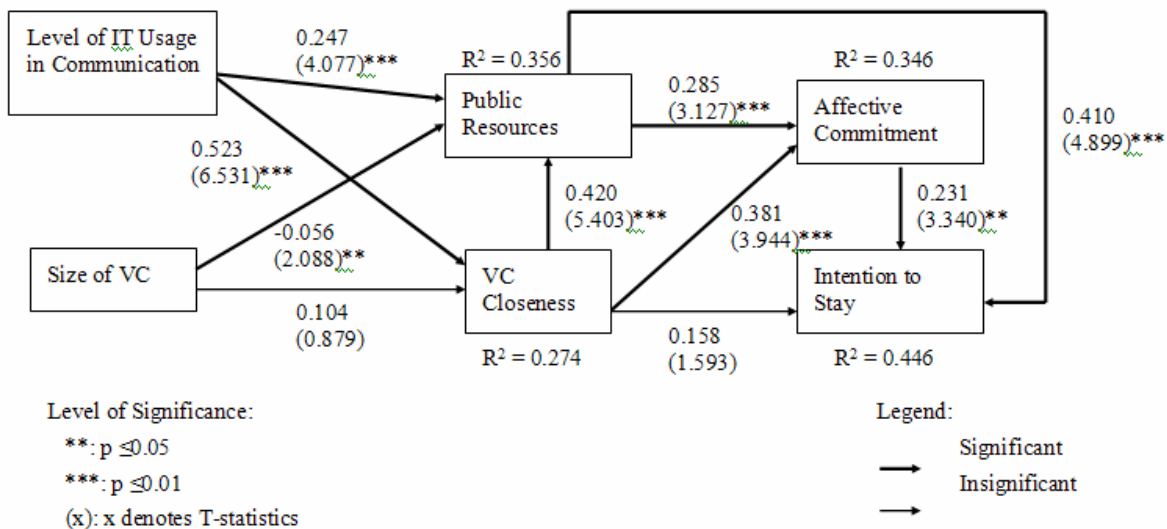 Level of IT Usage
in Communication
0.247
(4.077)***
R² = 0.356
Public
Resources
0.285
(3.127)***
R² = 0.346
Affective
Commitment
0.410
(4.899)***
0.523
(6.531)***
0.420
(5.403)***
0.381
(3.944)***
0.231
(3.340)**
Size of VC
-0.056
(2.088)**
0.104
(0.879)
VC
Closeness
R² = 0.274
0.158
(1.593)
Intention to
Stay
R² = 0.446
Level of Significance:
**: p ≤0.05
***: p ≤0.01
(x): x denotes T-statistics
Legend:
Significant
Insignificant